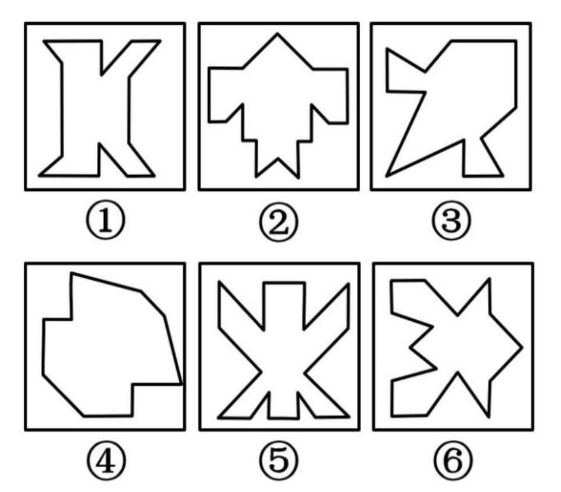 ① ② ③
④ ⑤ ⑥